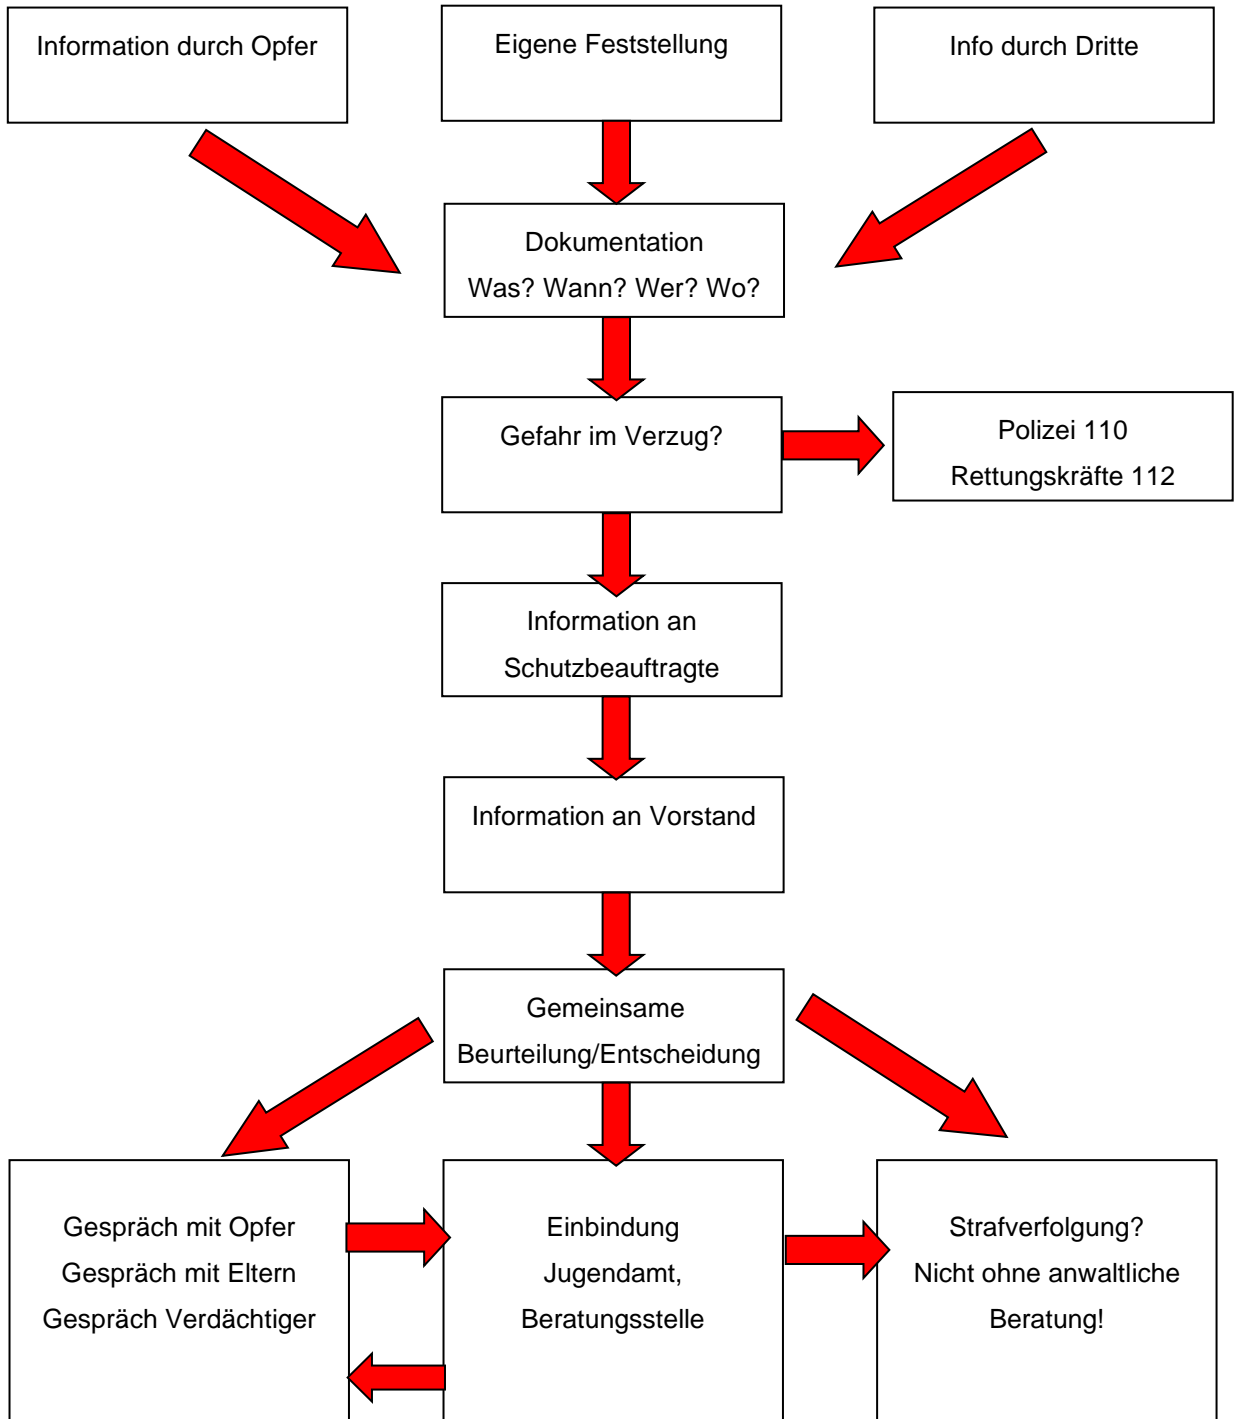 Information durch Opfer
Eigene Feststellung
Info durch Dritte
Dokumentation
Was? Wann? Wer? Wo?
Gefahr im Verzug?
Polizei 110
Rettungskräfte 112
Information an
Schutzbeauftragte
Information an Vorstand
Gemeinsame
Beurteilung/Entscheidung
Gespräch mit Opfer
Gespräch mit Eltern
Gespräch Verdächtiger
Einbindung
Jugendamt,
Beratungsstelle
Strafverfolgung?
Nicht ohne anwaltliche
Beratung!